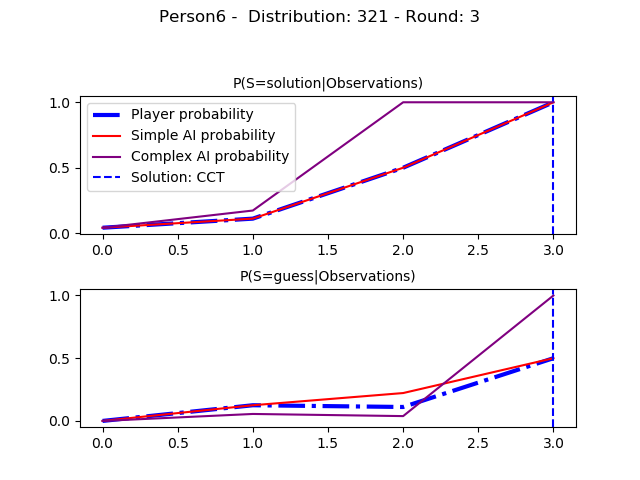 Person6 -  Distribution: 321 - Round: 3
P(S=solution|Observations)
1.0
0.5
0.0
Player probability
Simple AI probability
Complex AI probability
Solution: CCT
0.0 0.5 1.0 1.5 2.0 2.5 3.0
P(S=guess|Observations)
1.0
0.5
0.0
0.0 0.5 1.0 1.5 2.0 2.5 3.0